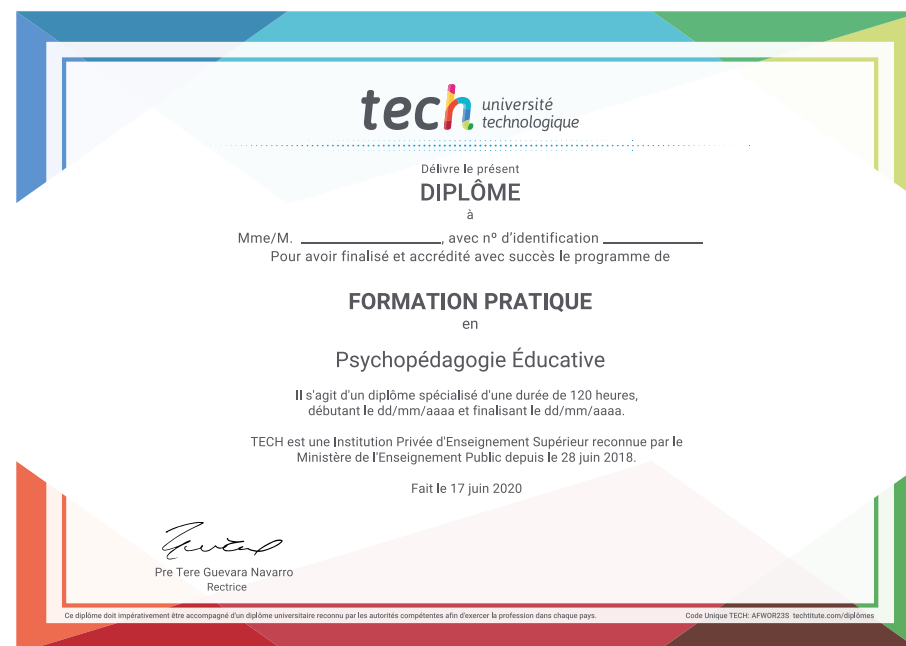 tech université
technologique
Délivre le présent
DIPLÔME
à
Mme/M. ____________________, avec nº d'identification ______________
Pour avoir finalisé et accrédité avec succès le programme de
FORMATION PRATIQUE
en
Psychopédagogie Éducative
Il s'agit d'un diplôme spécialisé d'une durée de 120 heures,
débutant le dd/mm/aaaa et finalisant le dd/mm/aaaa.
TECH est une Institution Privée d'Enseignement Supérieur reconnue par le
Ministère de l'Enseignement Public depuis le 28 juin 2018.
Fait le 17 juin 2020
Pre Tere Guevara Navarro
Rectrice
Ce diplôme doit impérativement être accompagné d'un diplôme universitaire reconnu par les autorités compétentes afin d'exercer la profession dans chaque pays. Code Unique TECH: AFWOR23S techtitute.com/diplômes